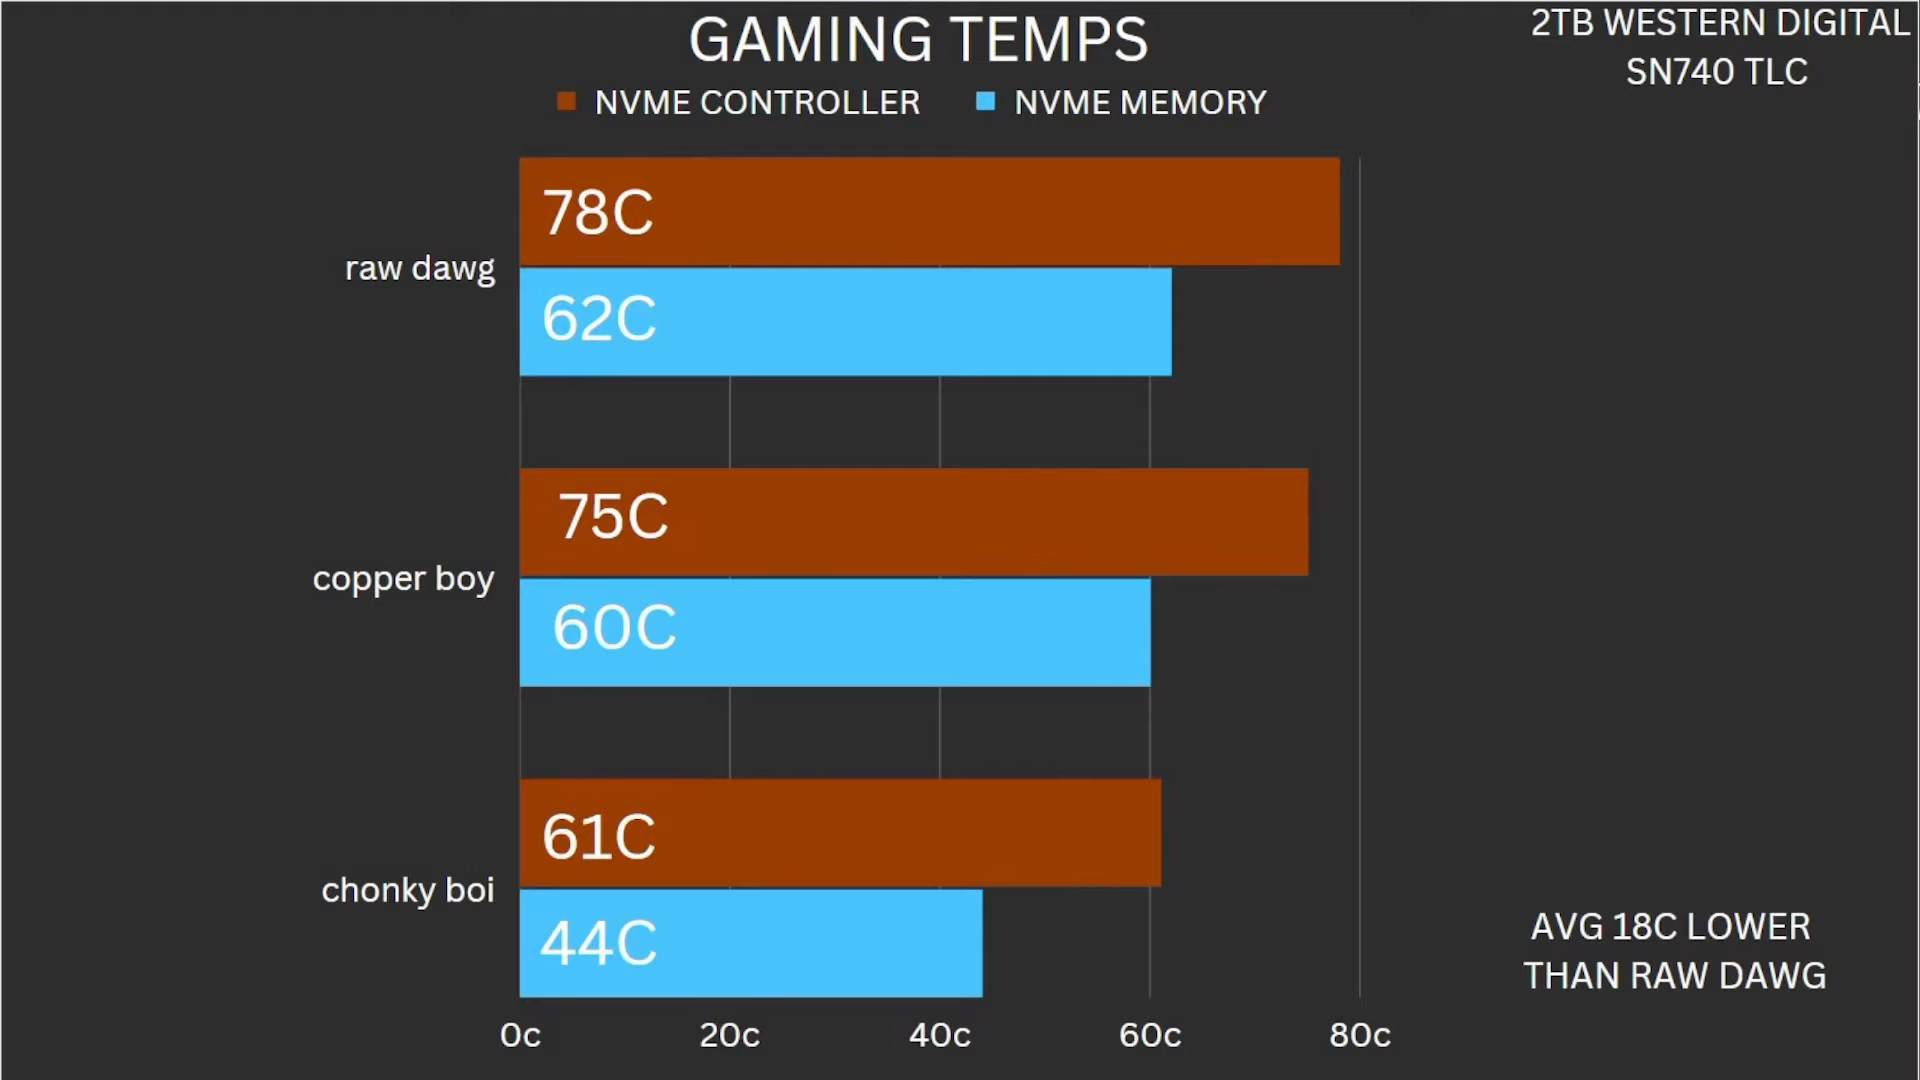 GAMING TEMPS
2TB WESTERN DIGITAL
SN740 TLC
NVME CONTROLLER
NVME MEMORY
raw dawg
78C
62C
copper boy
75C
60C
chonky boi
61C
44C
AVG 18C LOWER
THAN RAW DAWG
0c
20c
40c
60c
80c